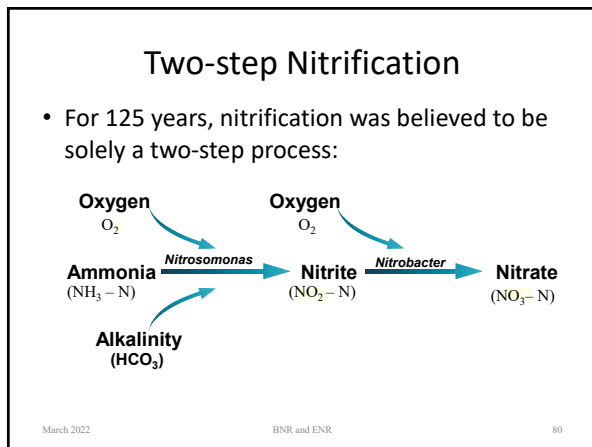 Two-step Nitrification
• For 125 years, nitrification was believed to be
solely a two-step process:
Oxygen Oxygen
O₂ O₂
Nitrosomonas Nitrobacter
Ammonia Nitrite Nitrate
(NH₃ – N) (NO₂ – N) (NO₃– N)
Alkalinity
(HCO₃)
March 2022 BNR and ENR 80